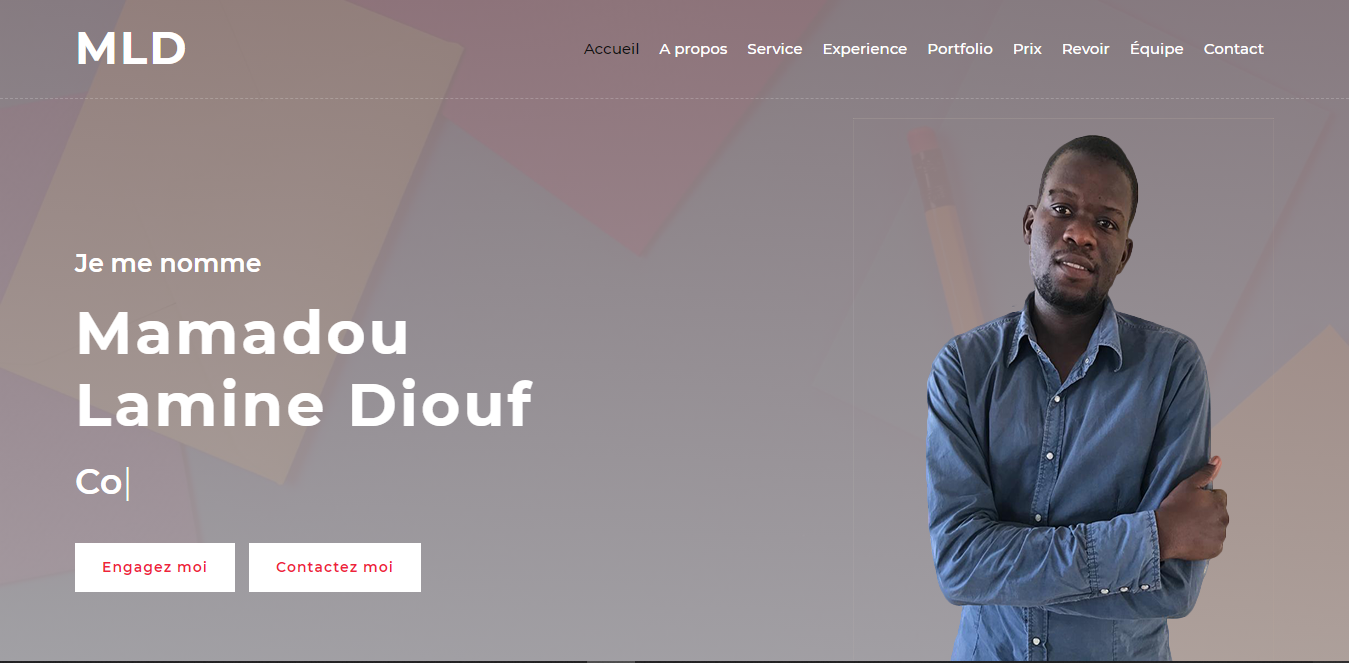 MLD
Accueil A propos Service Experience Portfolio Prix Revoir Équipe Contact
Je me nomme
Mamadou
Lamine Diouf
Co|
Engagez moi Contactez moi